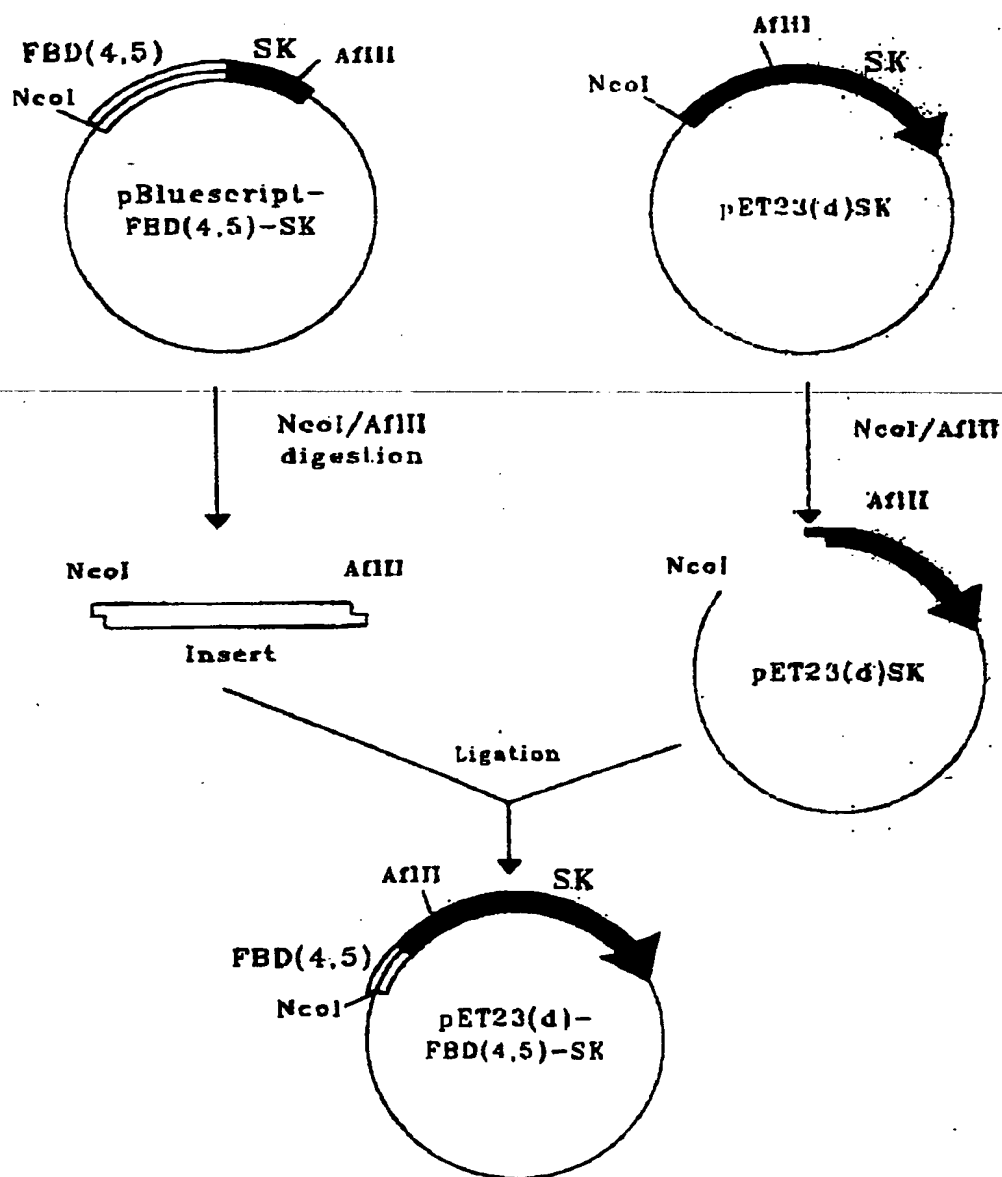 FBD(4,5)
SK
AflII
NcoI
pBluescript-
FBD(4,5)-SK
AflII
SK
NcoI
pET23(d)SK
NcoI/AflII
digestion
NcoI/AflII
AflII
NcoI
AflII
Insert
NcoI
pET23(d)SK
Ligation
AflII
SK
FBD(4,5)
NcoI
pET23(d)-
FBD(4,5)-SK